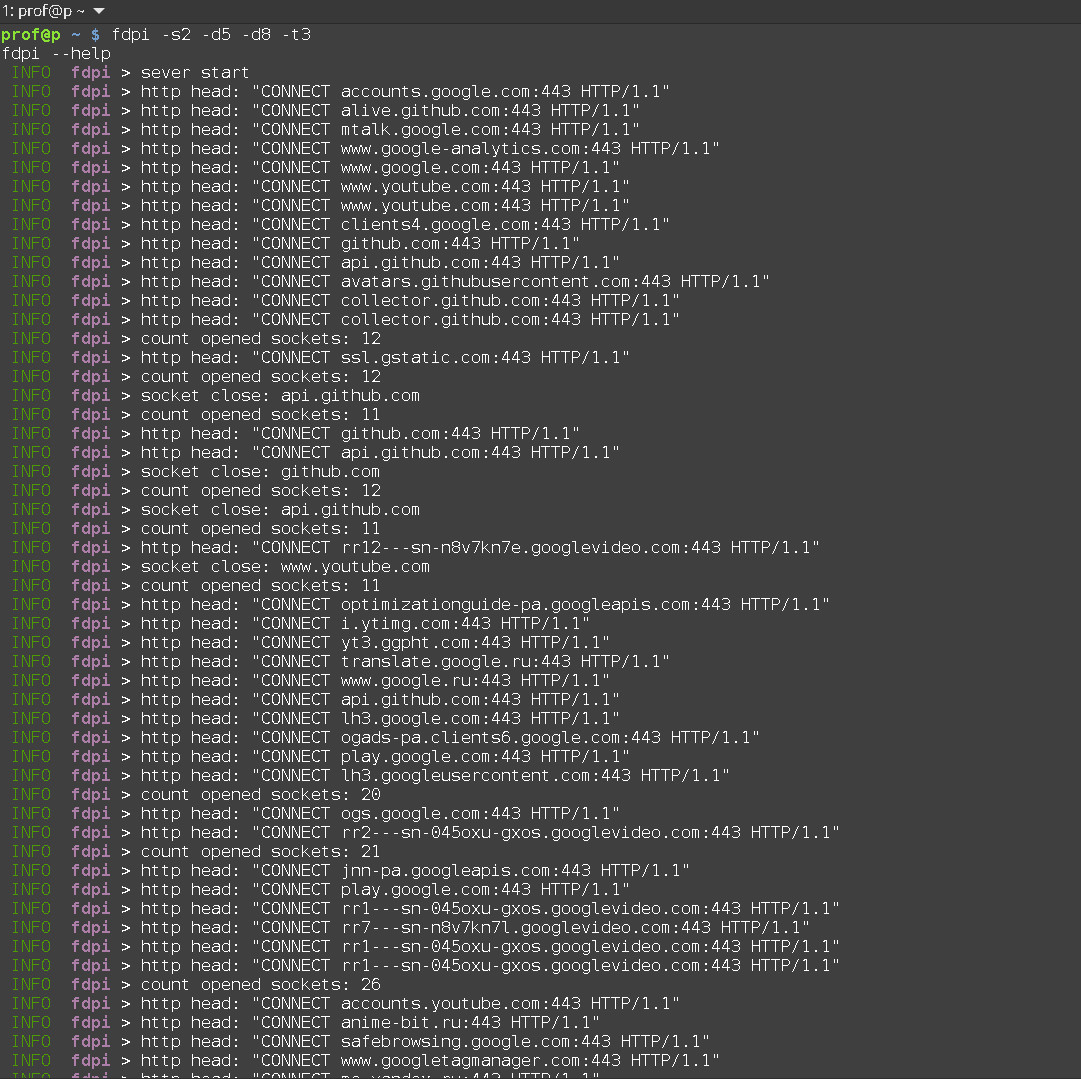 1: prof@p ~
prof@p ~ $ fdpi -s2 -d5 -d8 -t3
fdpi --help
INFO fdpi > sever start
INFO fdpi > http head: "CONNECT accounts.google.com:443 HTTP/1.1"
INFO fdpi > http head: "CONNECT alive.github.com:443 HTTP/1.1"
INFO fdpi > http head: "CONNECT mtalk.google.com:443 HTTP/1.1"
INFO fdpi > http head: "CONNECT www.google-analytics.com:443 HTTP/1.1"
INFO fdpi > http head: "CONNECT www.google.com:443 HTTP/1.1"
INFO fdpi > http head: "CONNECT www.youtube.com:443 HTTP/1.1"
INFO fdpi > http head: "CONNECT www.youtube.com:443 HTTP/1.1"
INFO fdpi > http head: "CONNECT clients4.google.com:443 HTTP/1.1"
INFO fdpi > http head: "CONNECT github.com:443 HTTP/1.1"
INFO fdpi > http head: "CONNECT api.github.com:443 HTTP/1.1"
INFO fdpi > http head: "CONNECT avatars.githubusercontent.com:443 HTTP/1.1"
INFO fdpi > http head: "CONNECT collector.github.com:443 HTTP/1.1"
INFO fdpi > http head: "CONNECT collector.github.com:443 HTTP/1.1"
INFO fdpi > count opened sockets: 12
INFO fdpi > http head: "CONNECT ssl.gstatic.com:443 HTTP/1.1"
INFO fdpi > count opened sockets: 12
INFO fdpi > socket close: api.github.com
INFO fdpi > count opened sockets: 11
INFO fdpi > http head: "CONNECT github.com:443 HTTP/1.1"
INFO fdpi > http head: "CONNECT api.github.com:443 HTTP/1.1"
INFO fdpi > socket close: github.com
INFO fdpi > count opened sockets: 12
INFO fdpi > socket close: api.github.com
INFO fdpi > count opened sockets: 11
INFO fdpi > http head: "CONNECT rr12---sn-n8v7kn7e.googlevideo.com:443 HTTP/1.1"
INFO fdpi > socket close: www.youtube.com
INFO fdpi > count opened sockets: 11
INFO fdpi > http head: "CONNECT optimizationguide-pa.googleapis.com:443 HTTP/1.1"
INFO fdpi > http head: "CONNECT i.ytimg.com:443 HTTP/1.1"
INFO fdpi > http head: "CONNECT yt3.ggpht.com:443 HTTP/1.1"
INFO fdpi > http head: "CONNECT translate.google.ru:443 HTTP/1.1"
INFO fdpi > http head: "CONNECT www.google.ru:443 HTTP/1.1"
INFO fdpi > http head: "CONNECT api.github.com:443 HTTP/1.1"
INFO fdpi > http head: "CONNECT lh3.google.com:443 HTTP/1.1"
INFO fdpi > http head: "CONNECT ogads-pa.clients6.google.com:443 HTTP/1.1"
INFO fdpi > http head: "CONNECT play.google.com:443 HTTP/1.1"
INFO fdpi > http head: "CONNECT lh3.googleusercontent.com:443 HTTP/1.1"
INFO fdpi > count opened sockets: 20
INFO fdpi > http head: "CONNECT ogs.google.com:443 HTTP/1.1"
INFO fdpi > http head: "CONNECT rr2---sn-045oxu-gxos.googlevideo.com:443 HTTP/1.1"
INFO fdpi > count opened sockets: 21
INFO fdpi > http head: "CONNECT jnn-pa.googleapis.com:443 HTTP/1.1"
INFO fdpi > http head: "CONNECT play.google.com:443 HTTP/1.1"
INFO fdpi > http head: "CONNECT rr1---sn-045oxu-gxos.googlevideo.com:443 HTTP/1.1"
INFO fdpi > http head: "CONNECT rr7---sn-n8v7kn7l.googlevideo.com:443 HTTP/1.1"
INFO fdpi > http head: "CONNECT rr1---sn-045oxu-gxos.googlevideo.com:443 HTTP/1.1"
INFO fdpi > http head: "CONNECT rr1---sn-045oxu-gxos.googlevideo.com:443 HTTP/1.1"
INFO fdpi > count opened sockets: 26
INFO fdpi > http head: "CONNECT accounts.youtube.com:443 HTTP/1.1"
INFO fdpi > http head: "CONNECT anime-bit.ru:443 HTTP/1.1"
INFO fdpi > http head: "CONNECT safebrowsing.google.com:443 HTTP/1.1"
INFO fdpi > http head: "CONNECT www.googletagmanager.com:443 HTTP/1.1"
INFO fdpi > http head: "CONNECT mc.yandex.ru:443 HTTP/1.1"